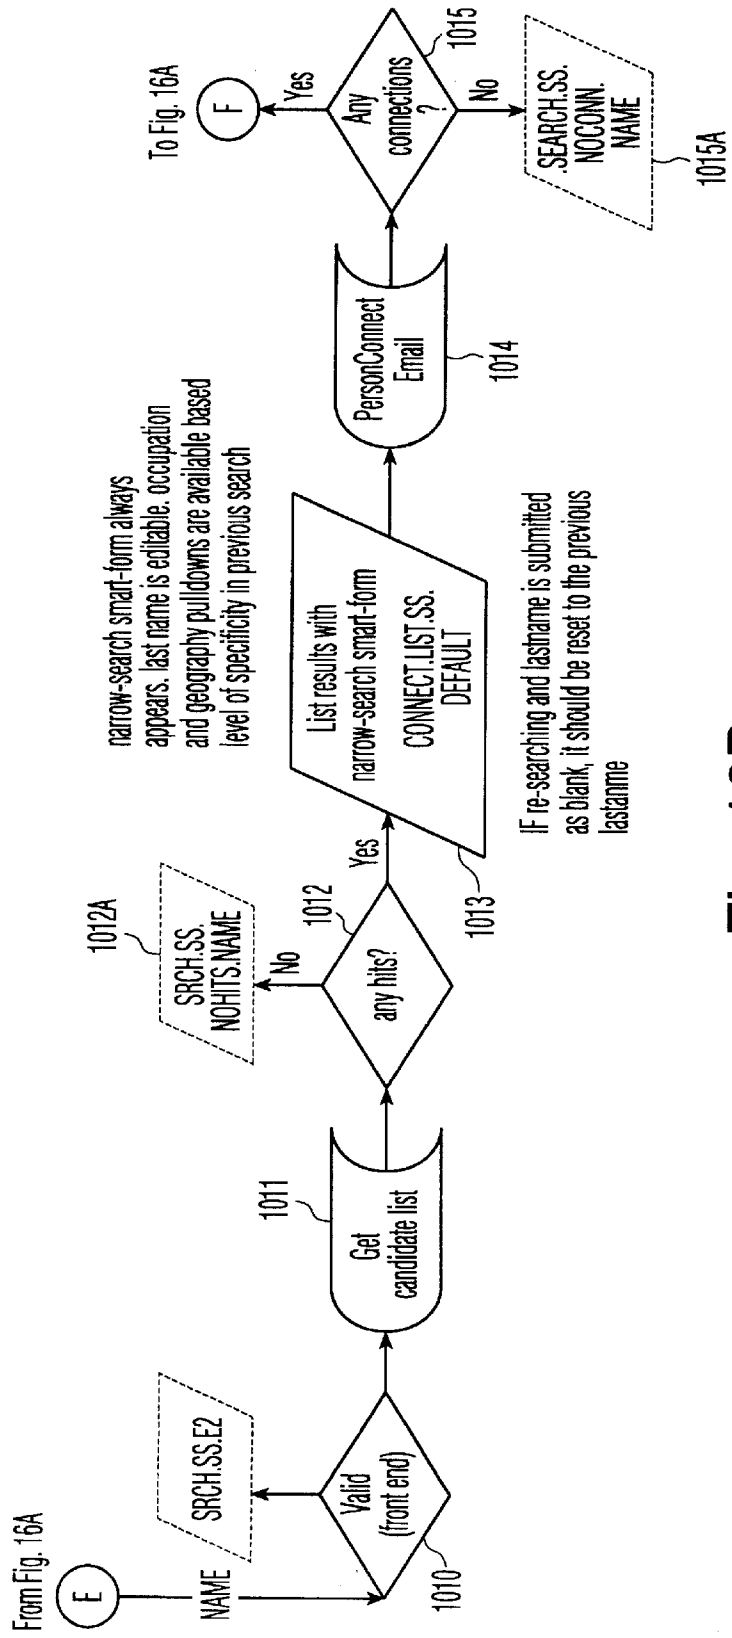 From Fig. 16A
E
NAME
Valid
(front end)
1010
SRCH.SS.E2
Get
candidate list
1011
any hits?
1012
No
SRCH.SS.
NOHITS.NAME
1012A
Yes
List results with
narrow-search smart-form
CONNECT.LIST.SS.
DEFAULT
1013
narrow-search smart-form always
appears. last name is editable. occupation
and geography pulldowns are available based
level of specificity in previous search
IF re-searching and lastname is submitted
as blank, it should be reset to the previous
lastanme
PersonConnect
Email
1014
Any
connections
?
1015
Yes
F
To Fig. 16A
No
.SEARCH.SS.
NOCONN.
NAME
1015A